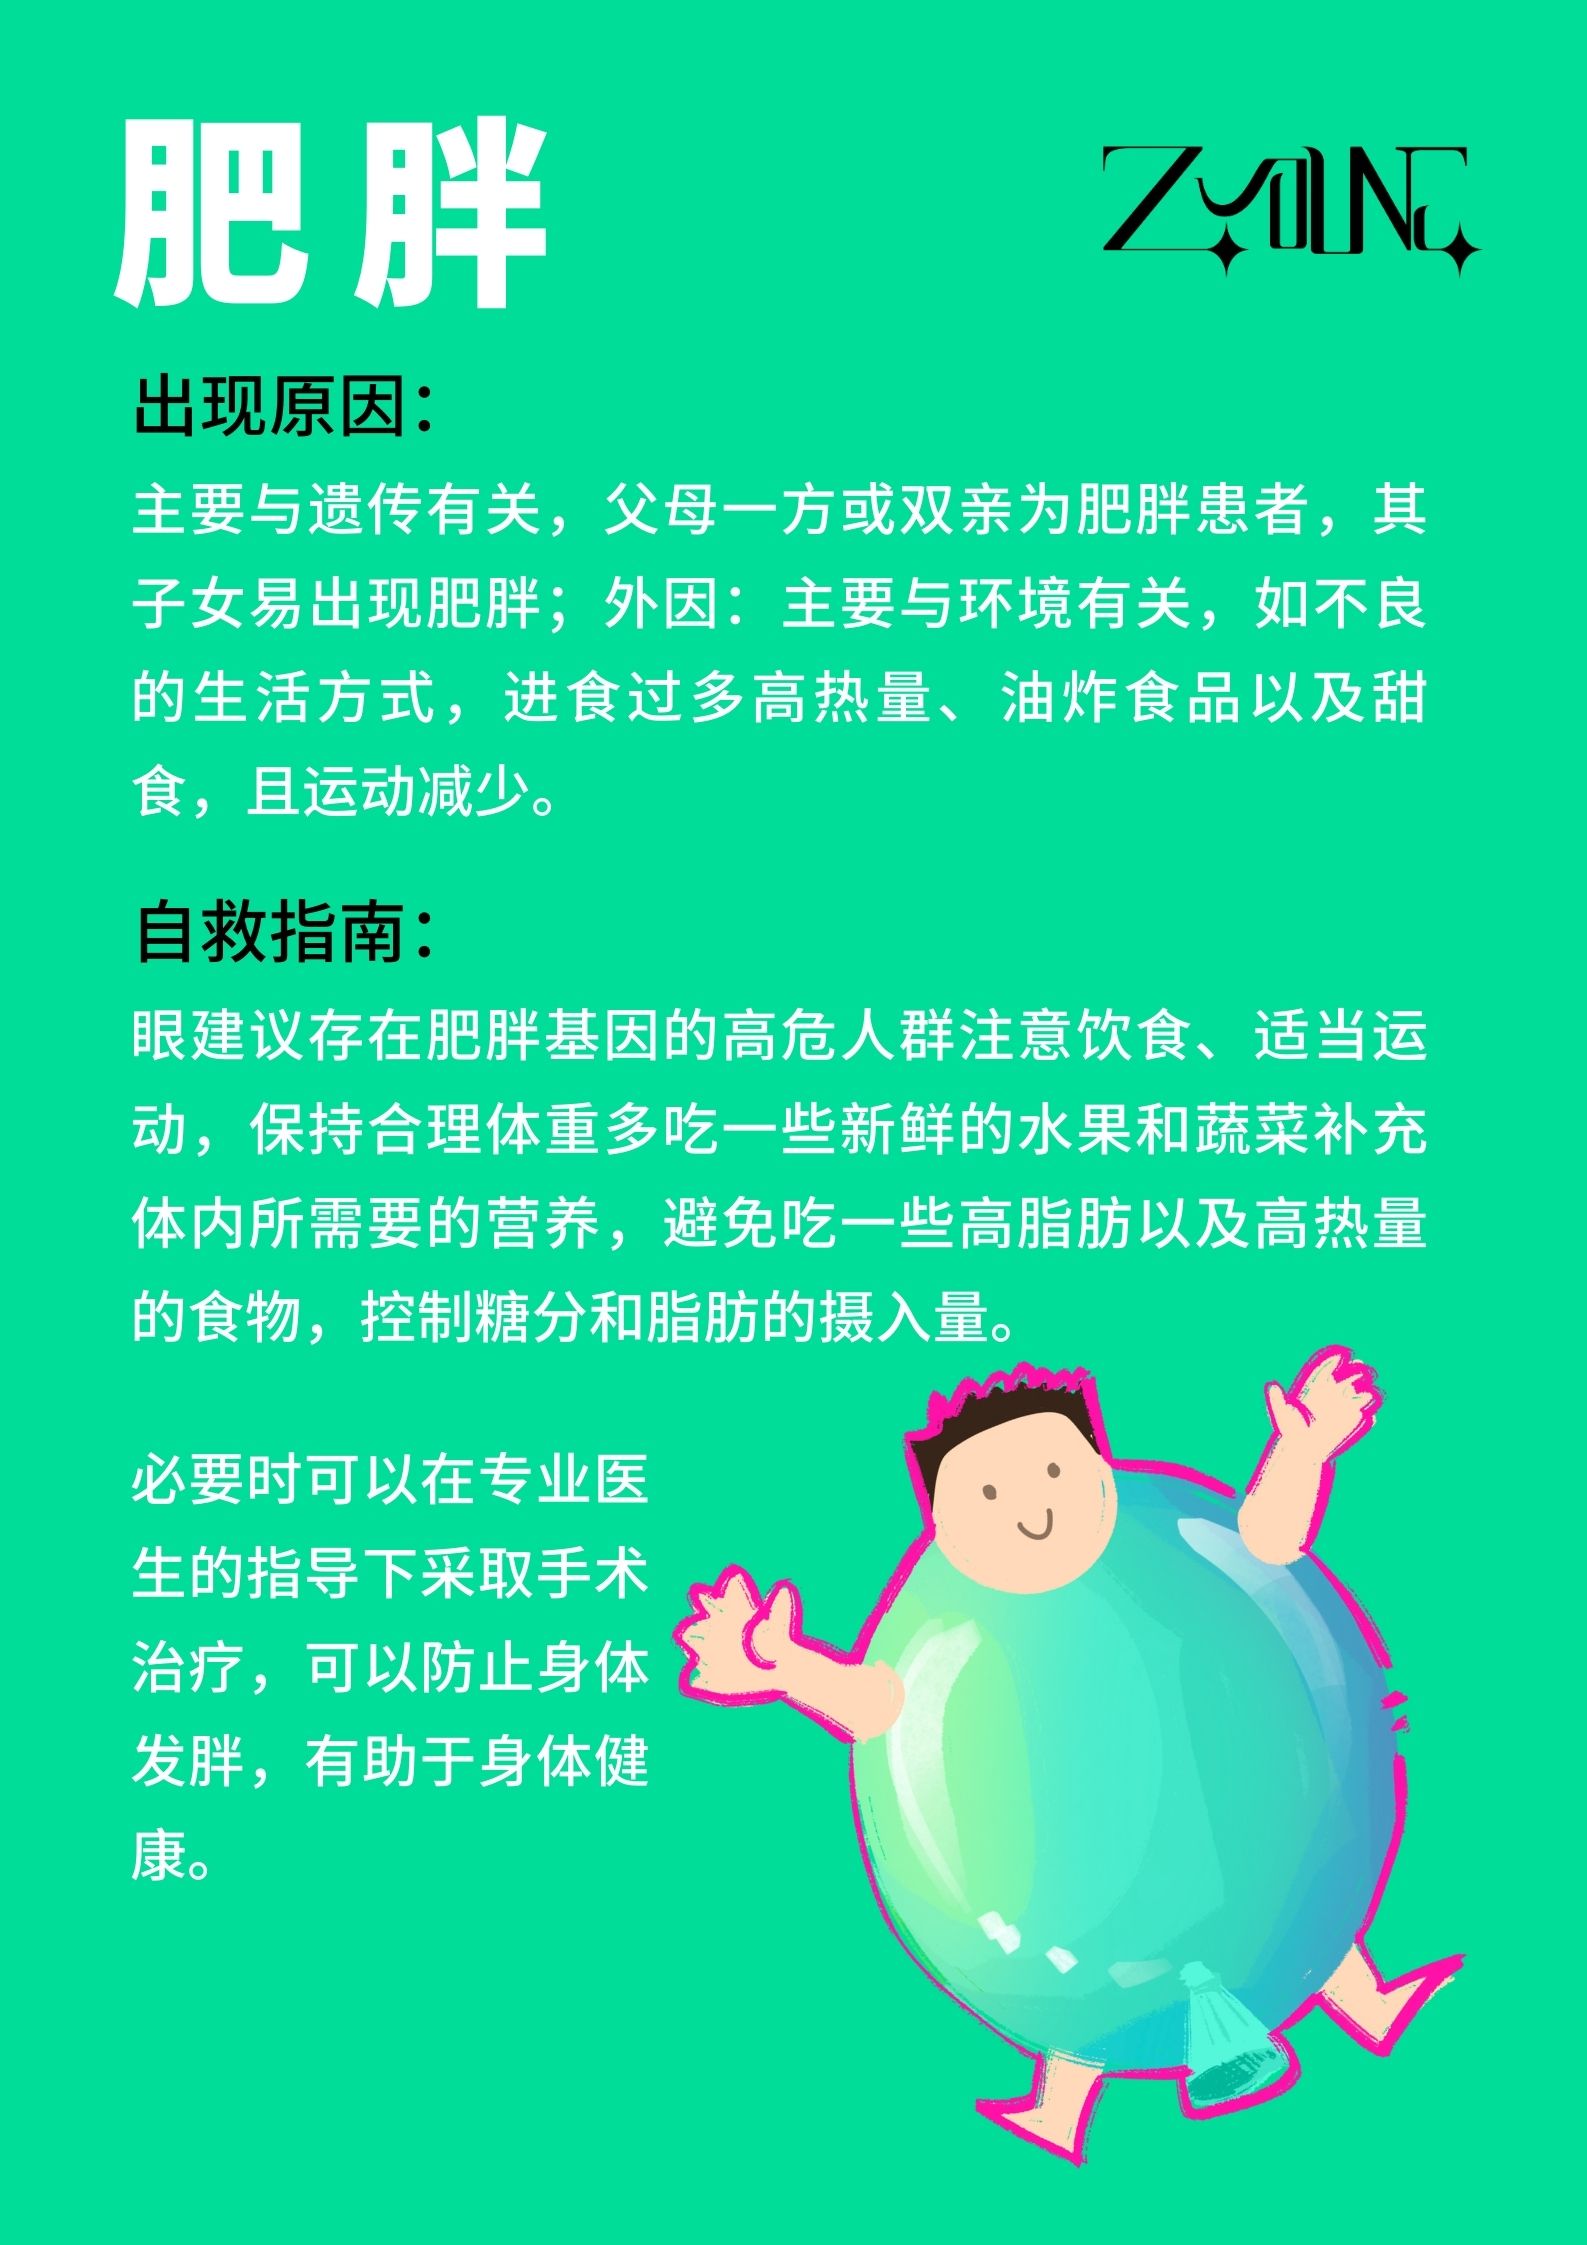 肥胖
ZYOUNG
出现原因：
主要与遗传有关，父母一方或双亲为肥胖患者，其
子女易出现肥胖；外因：主要与环境有关，如不良
的生活方式，进食过多高热量、油炸食品以及甜
食，且运动减少。
自救指南：
眼建议存在肥胖基因的高危人群注意饮食、适当运
动，保持合理体重多吃一些新鲜的水果和蔬菜补充
体内所需要的营养，避免吃一些高脂肪以及高热量
的食物，控制糖分和脂肪的摄入量。
必要时可以在专业医
生的指导下采取手术
治疗，可以防止身体
发胖，有助于身体健
康。